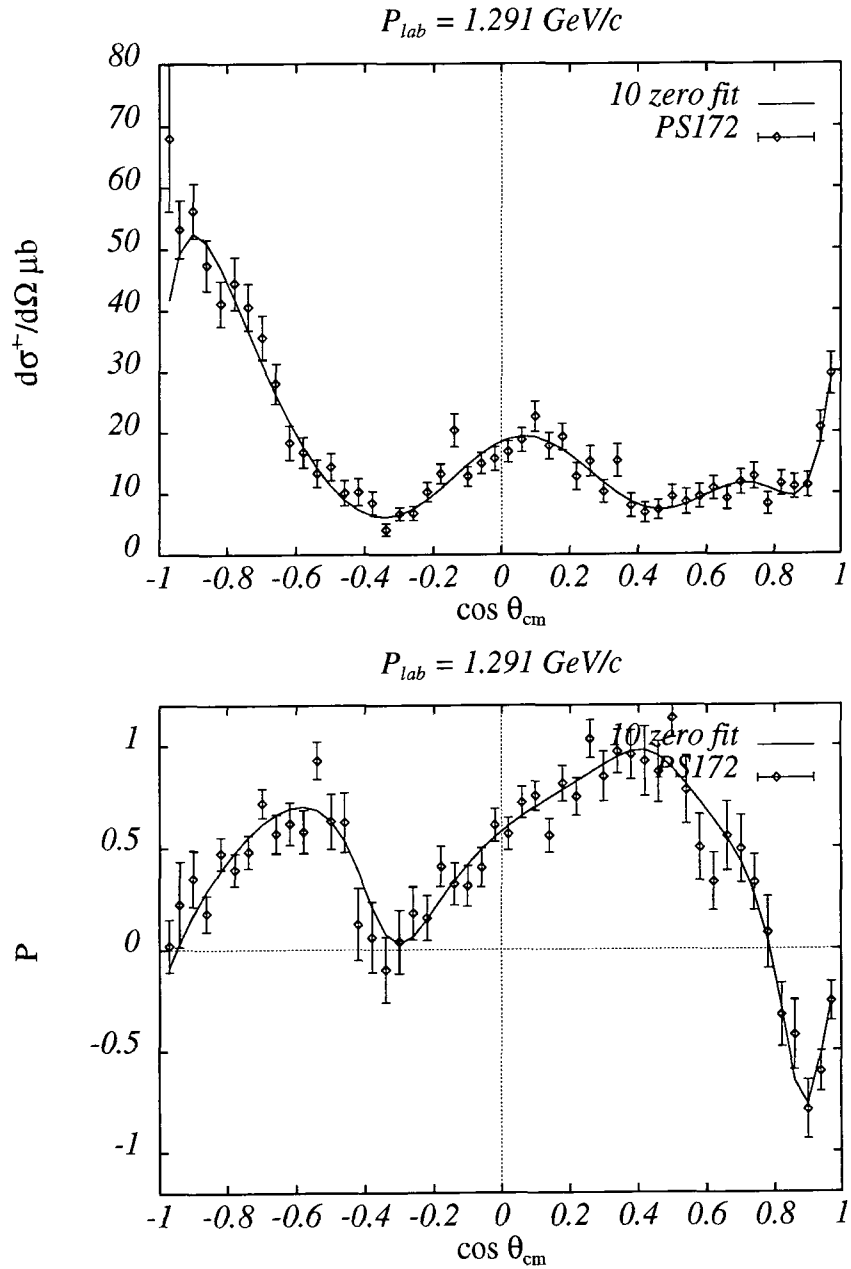 P_lab = 1.291 GeV/c
10 zero fit
PS172
80
70
60
50
40
30
20
10
0
dσ⁺/dΩ μb
-1 -0.8 -0.6 -0.4 -0.2 0 0.2 0.4 0.6 0.8 1
cos θ_cm
P_lab = 1.291 GeV/c
10 zero fit
PS172
1
0.5
0
-0.5
-1
P
-1 -0.8 -0.6 -0.4 -0.2 0 0.2 0.4 0.6 0.8 1
cos θ_cm